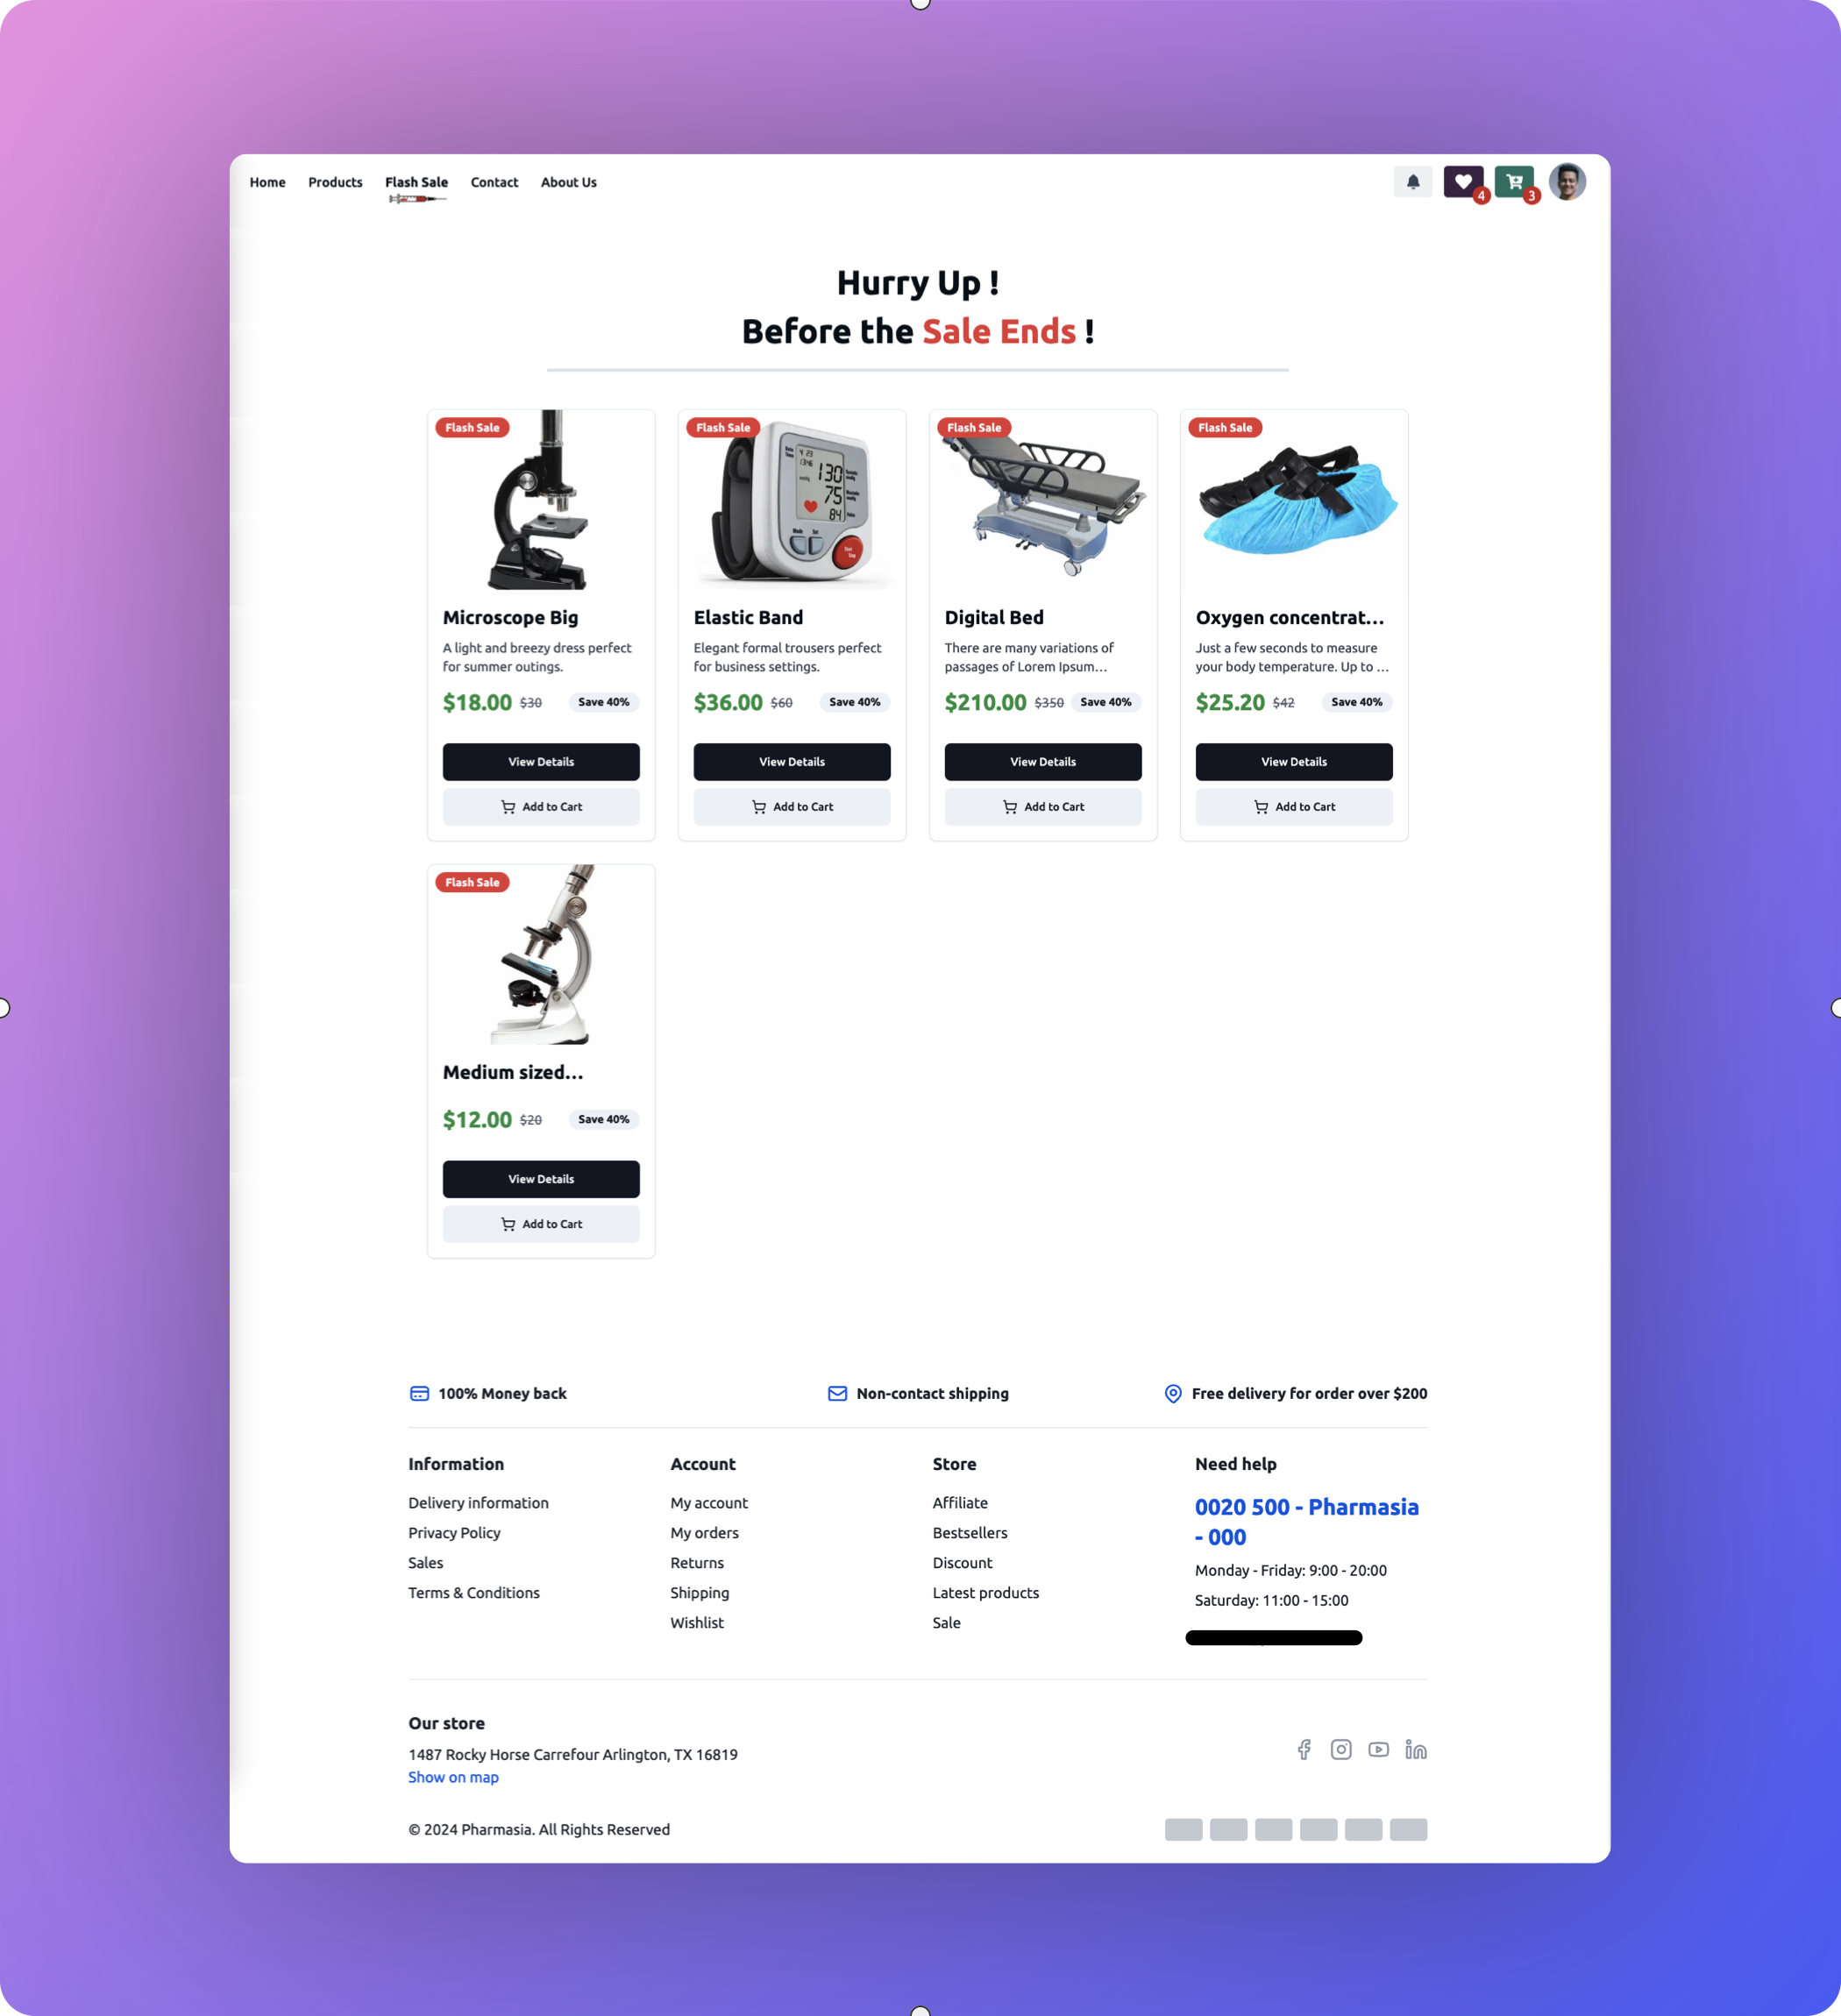 Home Products Flash Sale Contact About Us
4 3
Hurry Up !
Before the Sale Ends !
Flash Sale
Microscope Big
A light and breezy dress perfect
for summer outings.
$18.00 $30 Save 40%
View Details
Add to Cart
Flash Sale
130
75
84
Elastic Band
Elegant formal trousers perfect
for business settings.
$36.00 $60 Save 40%
View Details
Add to Cart
Flash Sale
Digital Bed
There are many variations of
passages of Lorem Ipsum...
$210.00 $350 Save 40%
View Details
Add to Cart
Flash Sale
Oxygen concentrat...
Just a few seconds to measure
your body temperature. Up to ...
$25.20 $42 Save 40%
View Details
Add to Cart
Flash Sale
Medium sized...
$12.00 $20 Save 40%
View Details
Add to Cart
100% Money back
Non-contact shipping
Free delivery for order over $200
Information
Delivery information
Privacy Policy
Sales
Terms & Conditions
Account
My account
My orders
Returns
Shipping
Wishlist
Store
Affiliate
Bestsellers
Discount
Latest products
Sale
Need help
0020 500 - Pharmasia
- 000
Monday - Friday: 9:00 - 20:00
Saturday: 11:00 - 15:00
Our store
1487 Rocky Horse Carrefour Arlington, TX 16819
Show on map
© 2024 Pharmasia. All Rights Reserved